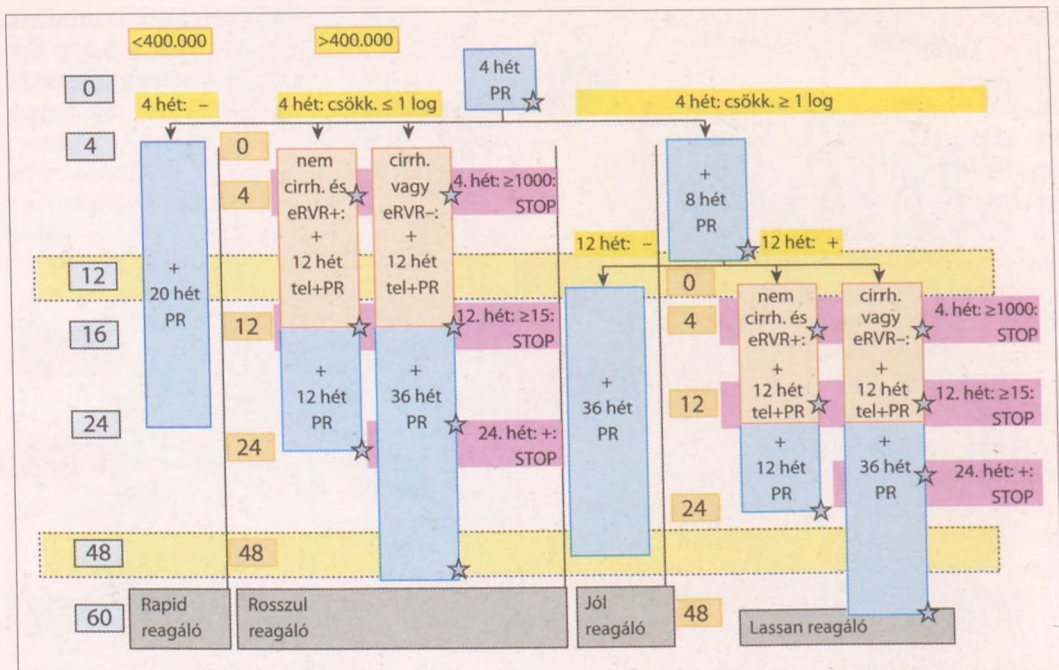 <400.000
>400.000
4 hét
PR
0
4 hét: –
4 hét: csökk. ≤ 1 log
4 hét: csökk. ≥ 1 log
4
0
nem
cirrh. és
eRVR+:
+
12 hét
tel+PR
cirrh.
vagy
eRVR–:
+
12 hét
tel+PR
4
4. hét: ≥1000:
STOP
+
8 hét
PR
12 hét: –
12 hét: +
12
+
20 hét
PR
0
16
12
12. hét: ≥15:
STOP
nem
cirrh. és
eRVR+:
+
12 hét
tel+PR
cirrh.
vagy
eRVR–:
+
12 hét
tel+PR
4
4. hét: ≥1000:
STOP
+
12 hét
PR
+
36 hét
PR
+
36 hét
PR
12
12. hét: ≥15:
STOP
24
24
24. hét: +:
STOP
+
12 hét
PR
+
36 hét
PR
24. hét: +:
STOP
24
48
48
60
Rapid
reagáló
Rosszul
reagáló
Jól
reagáló
48
Lassan reagáló